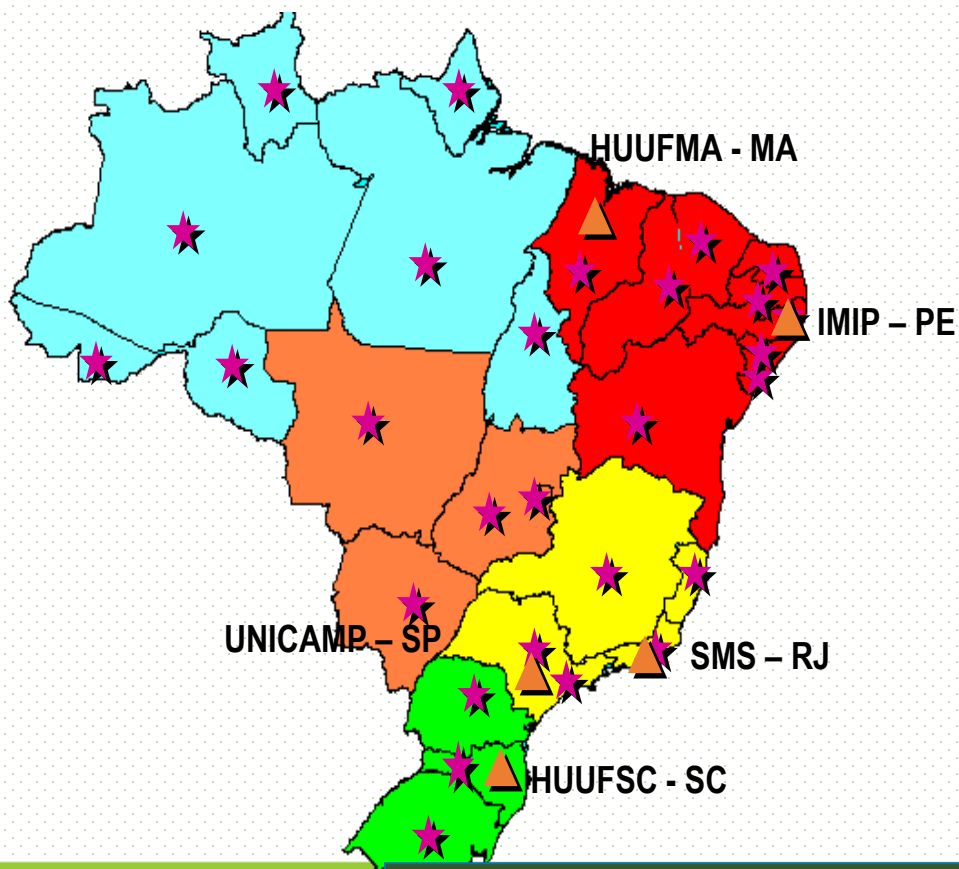 HUUFMA - MA
IMIP – PE
UNICAMP – SP
SMS – RJ
HUUFSC - SC